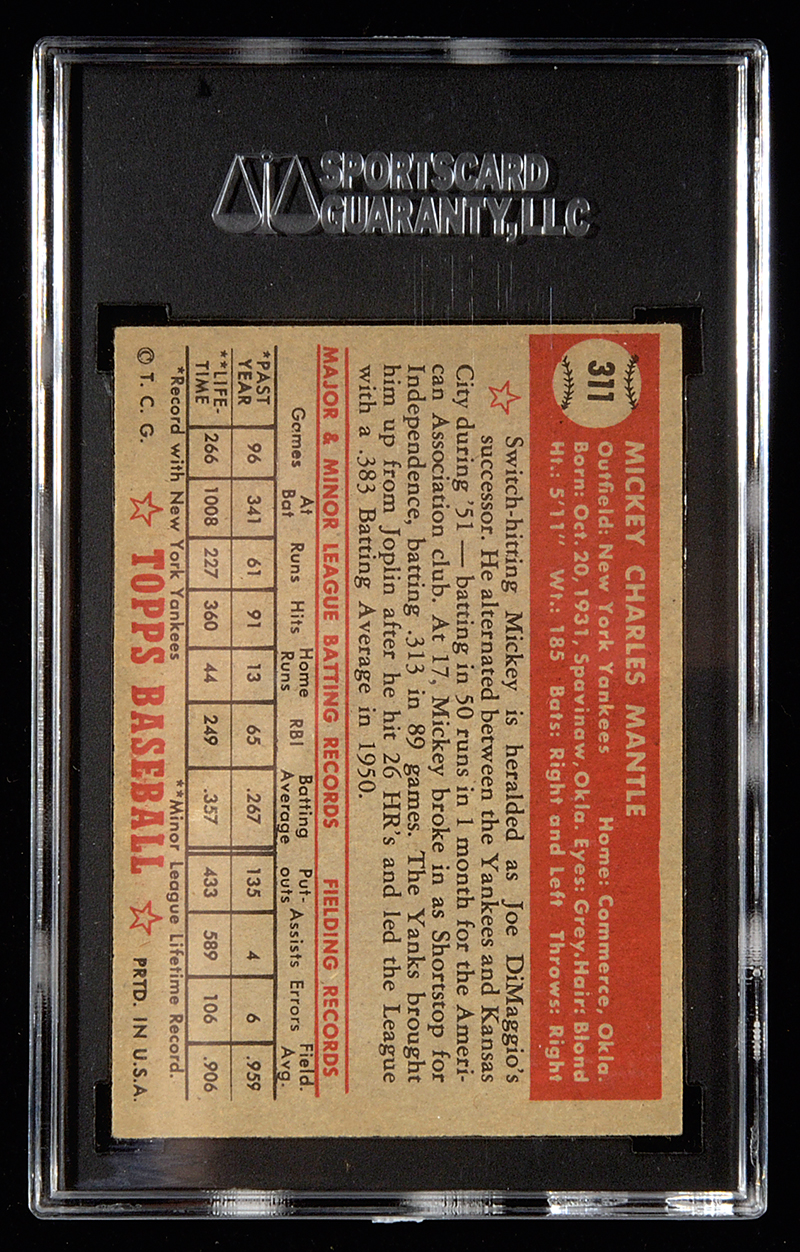 SPORTSCARD
GUARANTY, LLC
311
MICKEY CHARLES MANTLE
Outfield: New York Yankees Home: Commerce, Okla.
Born: Oct. 20, 1931, Spavinaw, Okla. Eyes: Grey. Hair: Blond
Ht.: 5'11" Wt.: 185 Bats: Right and Left Throws: Right
Switch-hitting Mickey is heralded as Joe DiMaggio's
successor. He alternated between the Yankees and Kansas
City during '51 — batting in 50 runs in 1 month for the Ameri-
can Association club. At 17, Mickey broke in as Shortstop for
Independence, batting .313 in 89 games. The Yanks brought
him up from Joplin after he hit 26 HR's and led the League
with a .383 Batting Average in 1950.
MAJOR & MINOR LEAGUE BATTING RECORDS FIELDING RECORDS
Games At Bat Runs Hits Home Runs RBI Batting Average Put-outs Assists Errors Field. Avg.
*PAST YEAR 96 341 61 91 13 65 .267 135 4 6 .959
**LIFE-TIME 266 1008 227 360 44 249 .357 433 589 106 .906
*Record with New York Yankees **Minor League Lifetime Record.
© T. C. G. TOPPS BASEBALL PRTD. IN U.S.A.